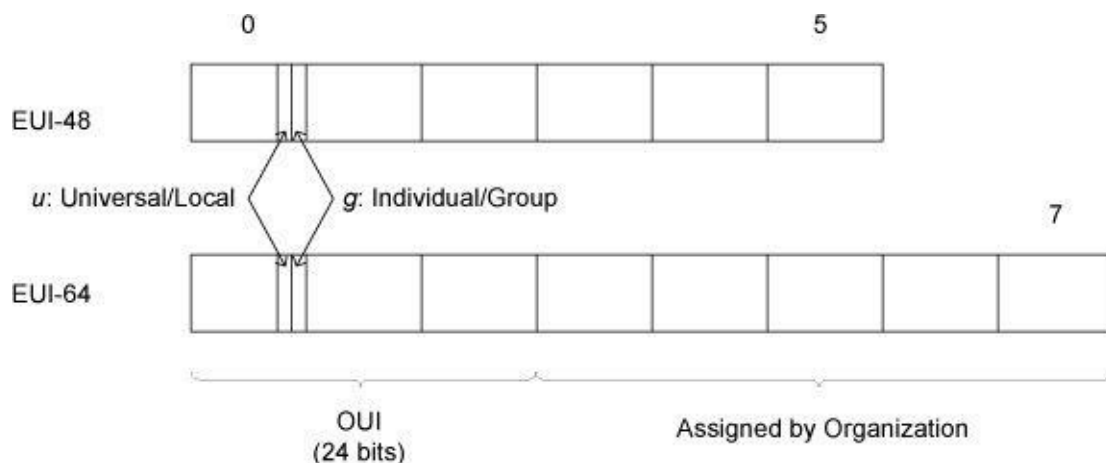 0 5
EUI-48
u: Universal/Local g: Individual/Group
7
EUI-64
OUI
(24 bits)
Assigned by Organization